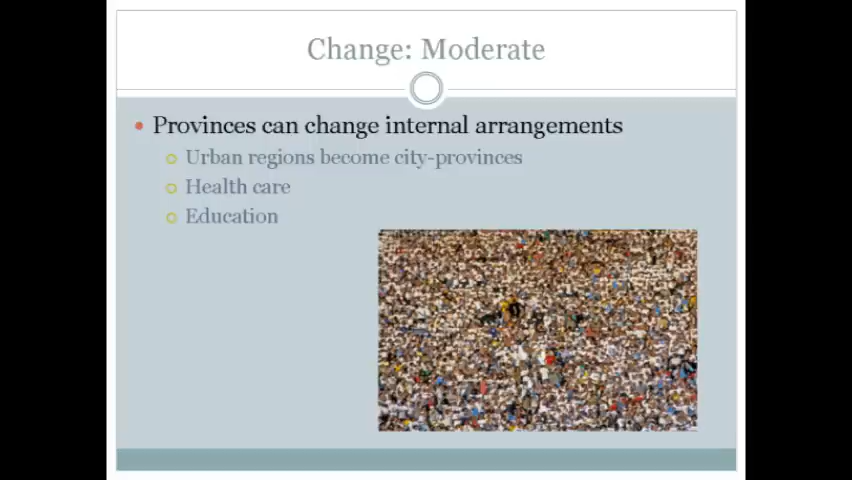 Change: Moderate
Provinces can change internal arrangements
Urban regions become city-provinces
Health care
Education